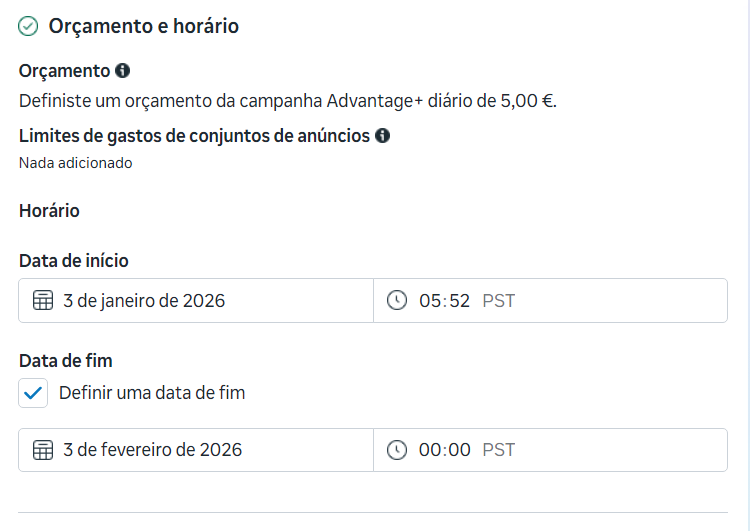 Orçamento e horário
Orçamento
Definiste um orçamento da campanha Advantage+ diário de 5,00 €.
Limites de gastos de conjuntos de anúncios
Nada adicionado
Horário
Data de início
3 de janeiro de 2026 05:52 PST
Data de fim
Definir uma data de fim
3 de fevereiro de 2026 00:00 PST